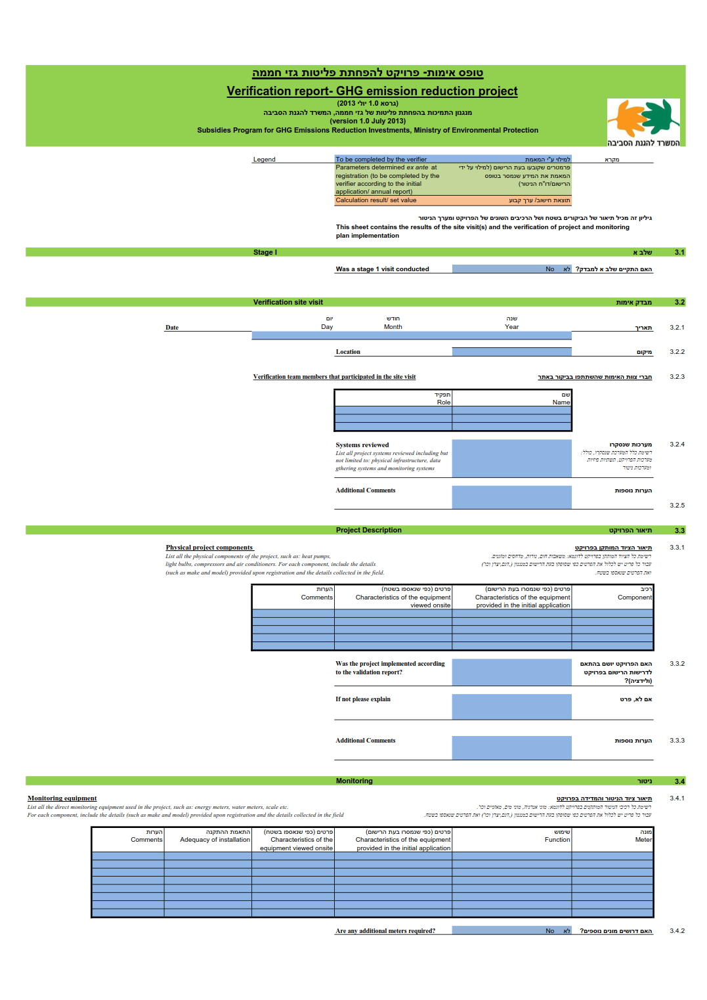 טופס אימות- פרויקט להפחתת פליטות גזי חממה
Verification report- GHG emission reduction project
(גרסא 1.0 יולי 2013)
מנגנון התמיכות בהפחתת פליטות של גזי חממה, המשרד להגנת הסביבה
(version 1.0 July 2013)
Subsidies Program for GHG Emissions Reduction Investments, Ministry of Environmental Protection
המשרד להגנת הסביבה
Legend To be completed by the verifier למילוי ע"י המאמת מקרא
Parameters determined ex ante at פרמטרים שקובעו בעת הרישום (למילוי על ידי
registration (to be completed by the המאמת את המידע שנמסר בטופס
verifier according to the initial הרישום/דו"ח הניטור)
application/ annual report)
Calculation result/ set value תוצאת חישוב/ ערך קבוע
גיליון זה מכיל תיאור של הביקורים בשטח ושל הרכיבים השונים של הפרויקט ומערך הניטור
This sheet contains the results of the site visit(s) and the verification of project and monitoring
plan implementation
Stage I שלב א 3.1
Was a stage 1 visit conducted No לא האם התקיים שלב א למבדק?
Verification site visit מבדק אימות 3.2
יום חודש שנה
Date Day Month Year תאריך 3.2.1
Location מיקום 3.2.2
Verification team members that participated in the site visit חברי צוות האימות שהשתתפו בביקור באתר 3.2.3
תפקיד שם
Role Name
Systems reviewed מערכות שנסקרו 3.2.4
List all project systems reviewed including but רשימת כלל המערכת שנסקרו, כולל:
not limited to: physical infrastructure, data מערכות הפרויקט, תשתיות פיזיות
gthering systems and monitoring systems ומערכות ניטור
Additional Comments הערות נוספות
3.2.5
Project Description תיאור הפרויקט 3.3
Physical project components תיאור הציוד המותקן בפרויקט 3.3.1
List all the physical components of the project, such as: heat pumps, רשימת כל הציוד המותקן בפרויקט לדוגמא: משאבות חום, נורות, מדחסים ומזגנים.
light bulbs, compressors and air conditioners. For each component, include the details עבור כל פריט יש לכלול את הפרטים כפי שסופקו בעת הרישום במנגנון (דגם,יצרן וכו'),
(such as make and model) provided upon registration and the details collected in the field. ואת הפרטים שנאספו בשטח.
הערות פרטים (כפי שנאספו בשטח) פרטים (כפי שנמסרו בעת הרישום) רכיב
Comments Characteristics of the equipment Characteristics of the equipment Component
viewed onsite provided in the initial application
Was the project implemented according האם הפרויקט יושם בהתאם 3.3.2
to the validation report? לדרישות הרישום בפרויקט
(ולידציה)?
If not please explain אם לא, פרט
Additional Comments הערות נוספות 3.3.3
Monitoring ניטור 3.4
Monitoring equipment תיאור ציוד הניטור והמדידה בפרויקט 3.4.1
List all the direct monitoring equipment used in the project, such as: energy meters, water meters, scale etc. רשימת כל רכיבי הניטור המותקנים בפרויקט לדוגמא: מוני אנרגיה, מוני מים, מאזניים וכו'.
For each component, include the details (such as make and model) provided upon registration and the details collected in the field עבור כל פריט יש לכלול את הפרטים כפי שסופקו בעת הרישום במנגנון (דגם,יצרן וכו'), ואת הפרטים שנאספו בשטח.
הערות התאמת ההתקנה פרטים (כפי שנאספו בשטח) פרטים (כפי שנמסרו בעת הרישום) שימוש מונה
Comments Adequacy of installation Characteristics of the Characteristics of the equipment Function Meter
equipment viewed onsite provided in the initial application
Are any additional meters required? No לא האם דרושים מונים נוספים? 3.4.2